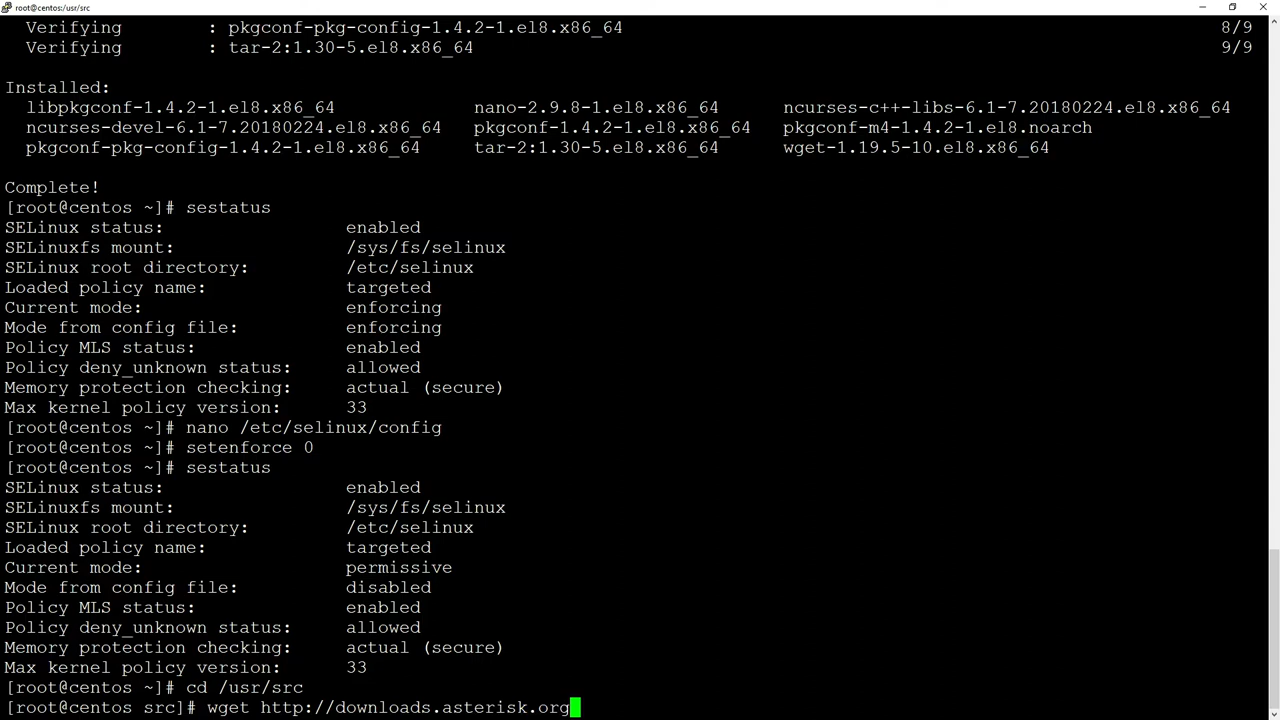 root@centos:/usr/src
Verifying : pkgconf-pkg-config-1.4.2-1.el8.x86_64 8/9
Verifying : tar-2:1.30-5.el8.x86_64 9/9
Installed:
libpkgconf-1.4.2-1.el8.x86_64 nano-2.9.8-1.el8.x86_64 ncurses-c++-libs-6.1-7.20180224.el8.x86_64
ncurses-devel-6.1-7.20180224.el8.x86_64 pkgconf-1.4.2-1.el8.x86_64 pkgconf-m4-1.4.2-1.el8.noarch
pkgconf-pkg-config-1.4.2-1.el8.x86_64 tar-2:1.30-5.el8.x86_64 wget-1.19.5-10.el8.x86_64
Complete!
[root@centos ~]# sestatus
SELinux status: enabled
SELinuxfs mount: /sys/fs/selinux
SELinux root directory: /etc/selinux
Loaded policy name: targeted
Current mode: enforcing
Mode from config file: enforcing
Policy MLS status: enabled
Policy deny_unknown status: allowed
Memory protection checking: actual (secure)
Max kernel policy version: 33
[root@centos ~]# nano /etc/selinux/config
[root@centos ~]# setenforce 0
[root@centos ~]# sestatus
SELinux status: enabled
SELinuxfs mount: /sys/fs/selinux
SELinux root directory: /etc/selinux
Loaded policy name: targeted
Current mode: permissive
Mode from config file: disabled
Policy MLS status: enabled
Policy deny_unknown status: allowed
Memory protection checking: actual (secure)
Max kernel policy version: 33
[root@centos ~]# cd /usr/src
[root@centos src]# wget http://downloads.asterisk.org